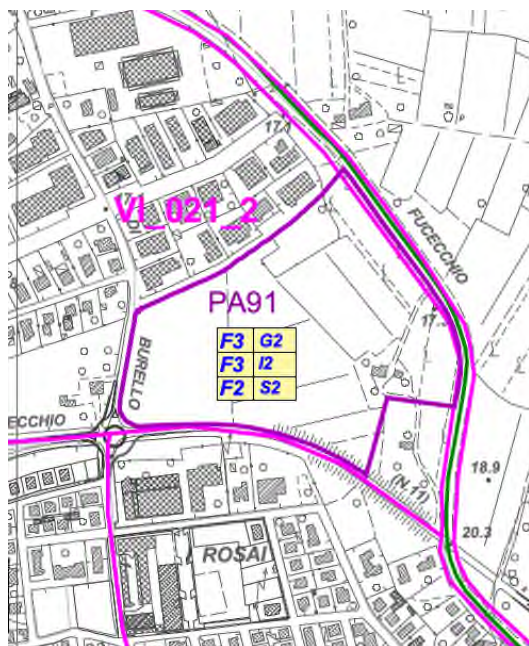 17.1
VI_021_2
DI
FUCECCHIO
PA91
17.
F3 G2
F3 I2
F2 S2
BURELLO
ECCHIO
(N 11)
18.9
20.3
ROSAI